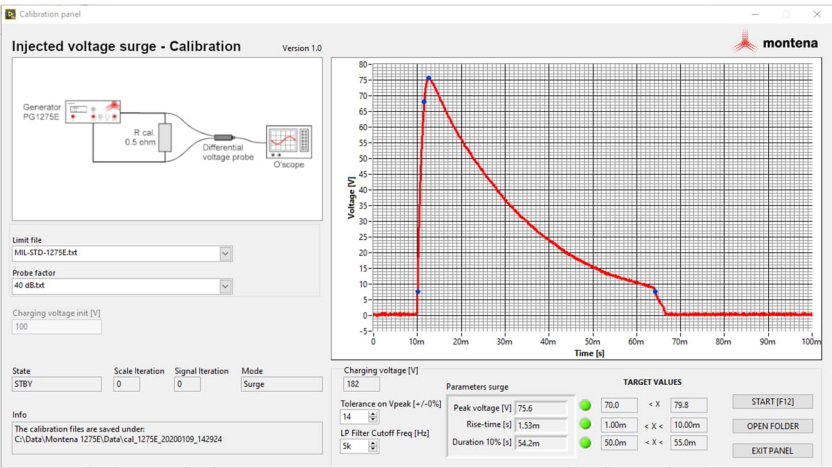 Calibration panel
Injected voltage surge - Calibration
Version 1.0
montena
Generator
PG1275E
R cal.
0.5 ohm
Differential
voltage probe
O'scope
Limit file
MIL-STD-1275E.txt
Probe factor
40 dB.txt
Charging voltage init [V]
100
State
Scale Iteration
Signal Iteration
Mode
STBY
0
0
Surge
Info
The calibration files are saved under:
C:\Data\Montena 1275E\Data\cal_1275E_20200109_142924
Voltage [V]
80
75
70
65
60
55
50
45
40
35
30
25
20
15
10
5
0
-5
0
10m
20m
30m
40m
50m
60m
70m
80m
90m
100m
Time [s]
Charging voltage [V]
182
Tolerance on Vpeak [+/-0%]
14
LP Filter Cutoff Freq [Hz]
5k
Parameters surge
Peak voltage [V] 75.6
Rise-time [s] 1.53m
Duration 10% [s] 54.2m
TARGET VALUES
70.0 < X 79.8
1.00m < X < 10.00m
50.0m < X < 55.0m
START [F12]
OPEN FOLDER
EXIT PANEL